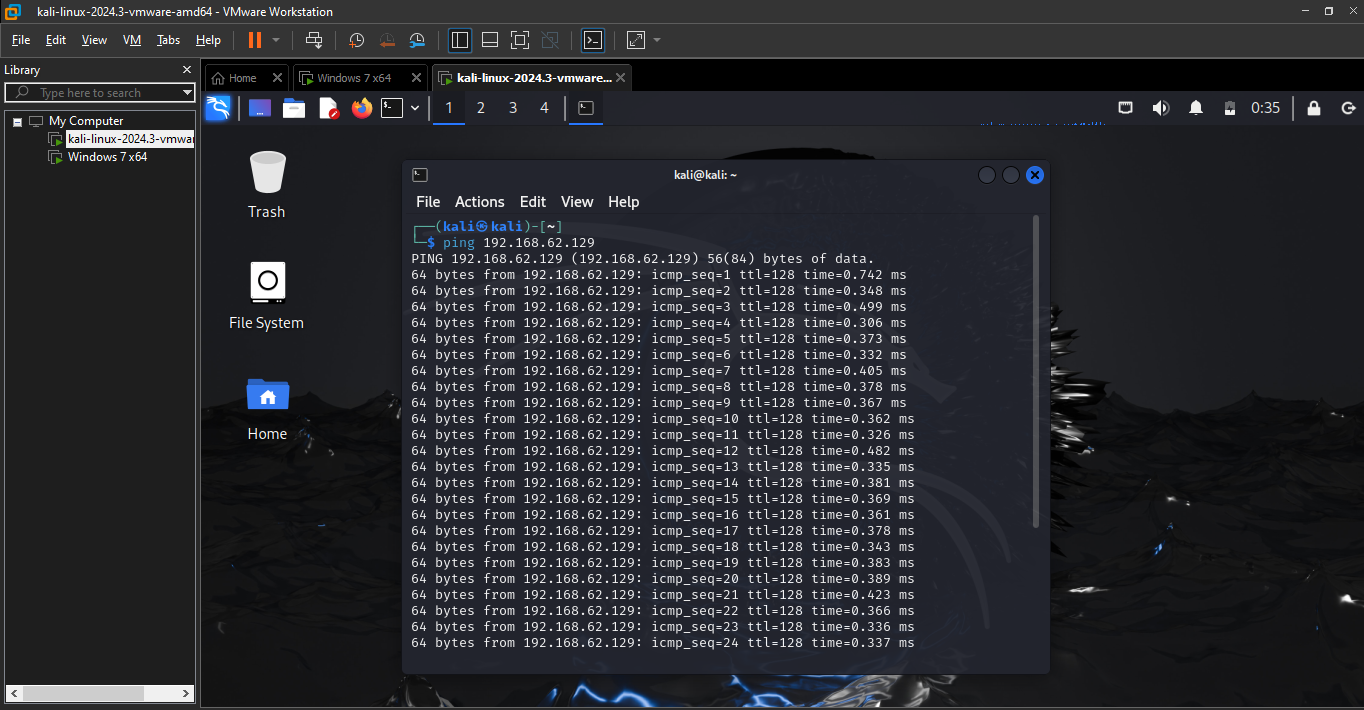 kali-linux-2024.3-vmware-amd64 - VMware Workstation
File Edit View VM Tabs Help
Library
Type here to search
My Computer
kali-linux-2024.3-vmwar
Windows 7 x64
Home Windows 7 x64 kali-linux-2024.3-vmware...
1 2 3 4 0:35
Trash
File System
Home
kali@kali: ~
File Actions Edit View Help
┌──(kali㉿kali)-[~]
└─$ ping 192.168.62.129
PING 192.168.62.129 (192.168.62.129) 56(84) bytes of data.
64 bytes from 192.168.62.129: icmp_seq=1 ttl=128 time=0.742 ms
64 bytes from 192.168.62.129: icmp_seq=2 ttl=128 time=0.348 ms
64 bytes from 192.168.62.129: icmp_seq=3 ttl=128 time=0.499 ms
64 bytes from 192.168.62.129: icmp_seq=4 ttl=128 time=0.306 ms
64 bytes from 192.168.62.129: icmp_seq=5 ttl=128 time=0.373 ms
64 bytes from 192.168.62.129: icmp_seq=6 ttl=128 time=0.332 ms
64 bytes from 192.168.62.129: icmp_seq=7 ttl=128 time=0.405 ms
64 bytes from 192.168.62.129: icmp_seq=8 ttl=128 time=0.378 ms
64 bytes from 192.168.62.129: icmp_seq=9 ttl=128 time=0.367 ms
64 bytes from 192.168.62.129: icmp_seq=10 ttl=128 time=0.362 ms
64 bytes from 192.168.62.129: icmp_seq=11 ttl=128 time=0.326 ms
64 bytes from 192.168.62.129: icmp_seq=12 ttl=128 time=0.482 ms
64 bytes from 192.168.62.129: icmp_seq=13 ttl=128 time=0.335 ms
64 bytes from 192.168.62.129: icmp_seq=14 ttl=128 time=0.381 ms
64 bytes from 192.168.62.129: icmp_seq=15 ttl=128 time=0.369 ms
64 bytes from 192.168.62.129: icmp_seq=16 ttl=128 time=0.361 ms
64 bytes from 192.168.62.129: icmp_seq=17 ttl=128 time=0.378 ms
64 bytes from 192.168.62.129: icmp_seq=18 ttl=128 time=0.343 ms
64 bytes from 192.168.62.129: icmp_seq=19 ttl=128 time=0.383 ms
64 bytes from 192.168.62.129: icmp_seq=20 ttl=128 time=0.389 ms
64 bytes from 192.168.62.129: icmp_seq=21 ttl=128 time=0.423 ms
64 bytes from 192.168.62.129: icmp_seq=22 ttl=128 time=0.366 ms
64 bytes from 192.168.62.129: icmp_seq=23 ttl=128 time=0.336 ms
64 bytes from 192.168.62.129: icmp_seq=24 ttl=128 time=0.337 ms